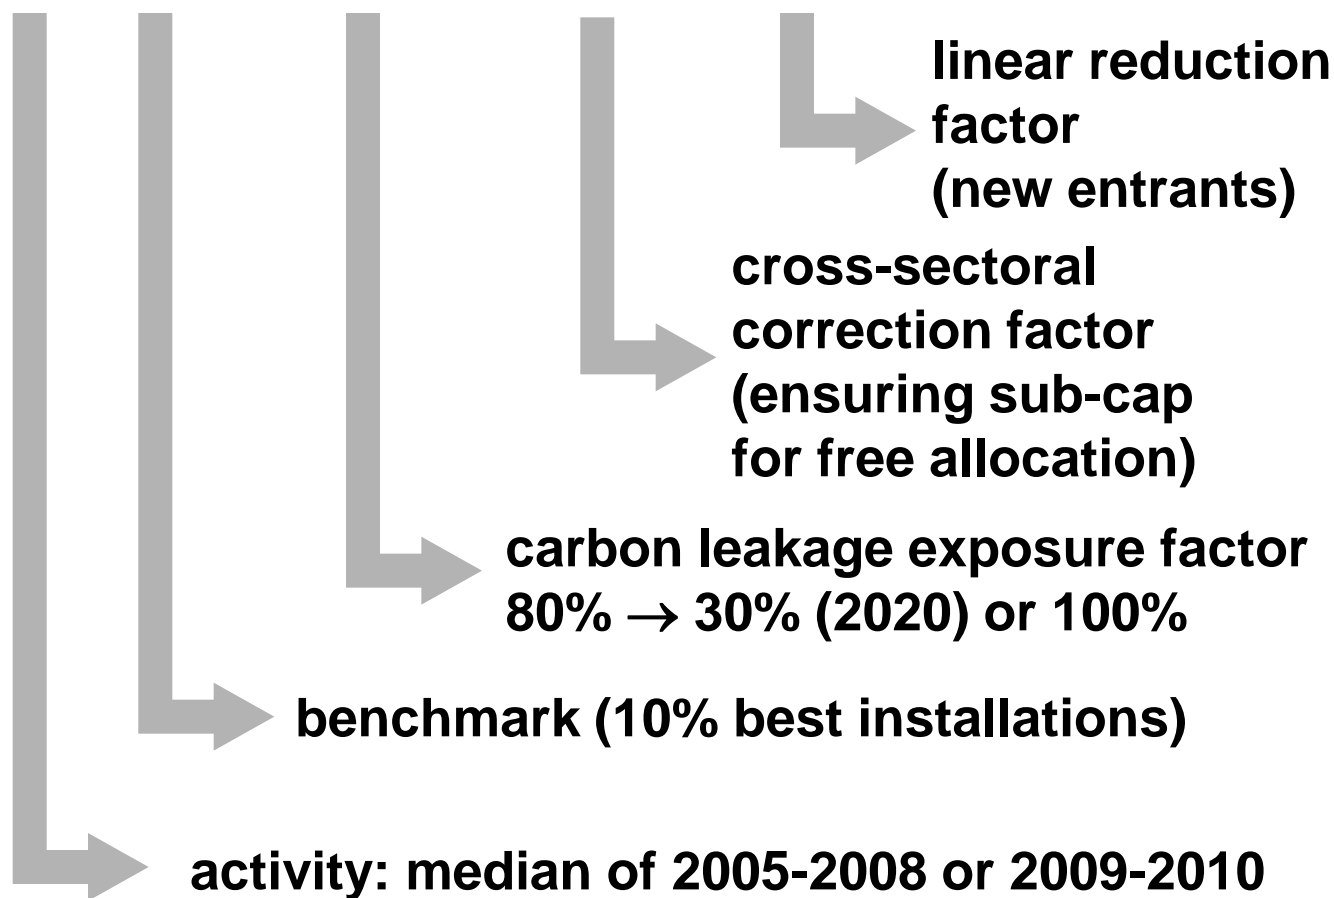 linear reduction
factor
(new entrants)
cross-sectoral
correction factor
(ensuring sub-cap
for free allocation)
carbon leakage exposure factor
80% → 30% (2020) or 100%
benchmark (10% best installations)
activity: median of 2005-2008 or 2009-2010